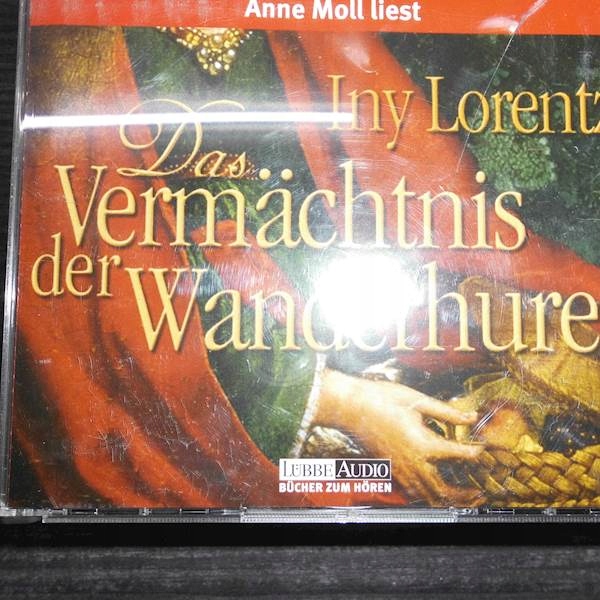 Anne Moll liest
Iny Lorentz
Das
Vermächtnis
der Wanderhure
LÜBBE AUDIO
BÜCHER ZUM HÖREN